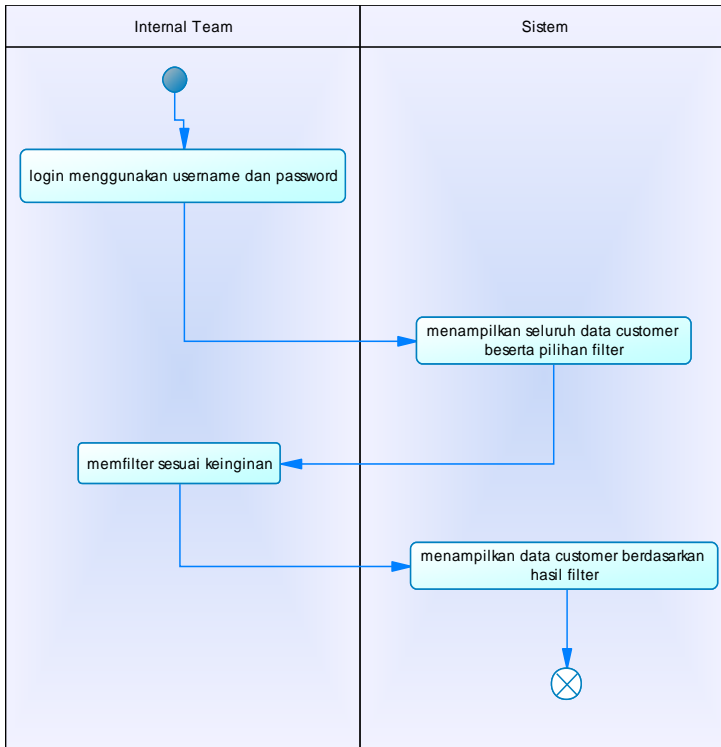 Internal Team
Sistem
login menggunakan username dan password
menampilkan seluruh data customer
beserta pilihan filter
memfilter sesuai keinginan
menampilkan data customer berdasarkan
hasil filter